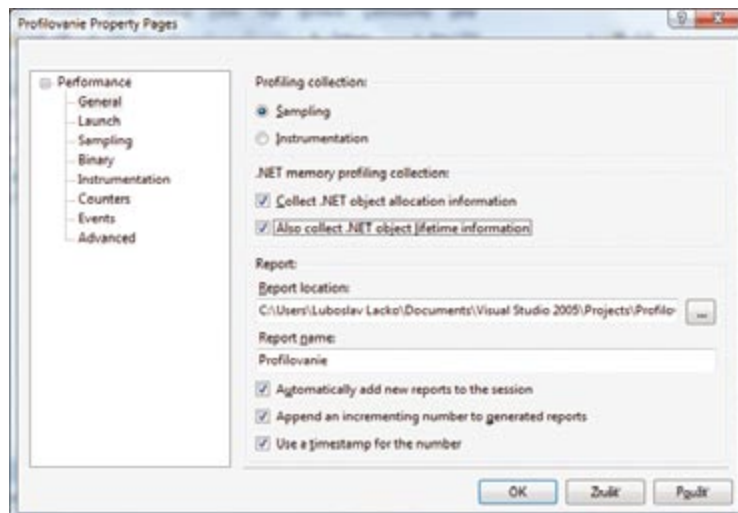 Profilovanie Property Pages
Performance
General
Launch
Sampling
Binary
Instrumentation
Counters
Events
Advanced
Profiling collection:
Sampling
Instrumentation
.NET memory profiling collection:
Collect .NET object allocation information
Also collect .NET object lifetime information
Report:
Report location:
C:\Users\Luboslav Lacko\Documents\Visual Studio 2005\Projects\Profilov
...
Report name:
Profilovanie
Automatically add new reports to the session
Append an incrementing number to generated reports
Use a timestamp for the number
OK
Zrušiť
Použiť